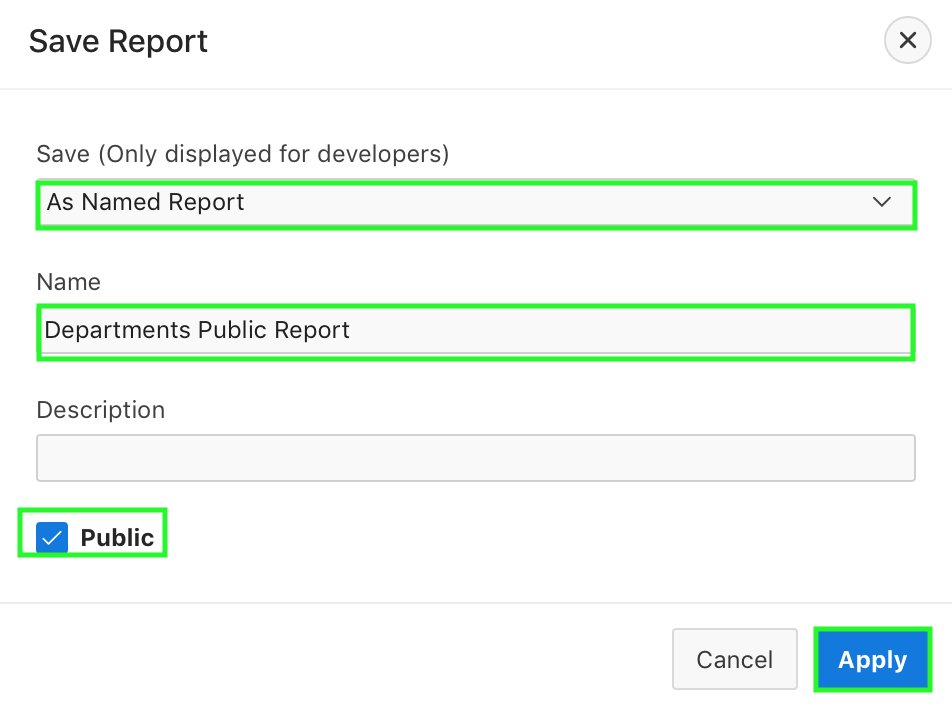 Save Report
Save (Only displayed for developers)
As Named Report
Name
Departments Public Report
Description
Public
Cancel
Apply